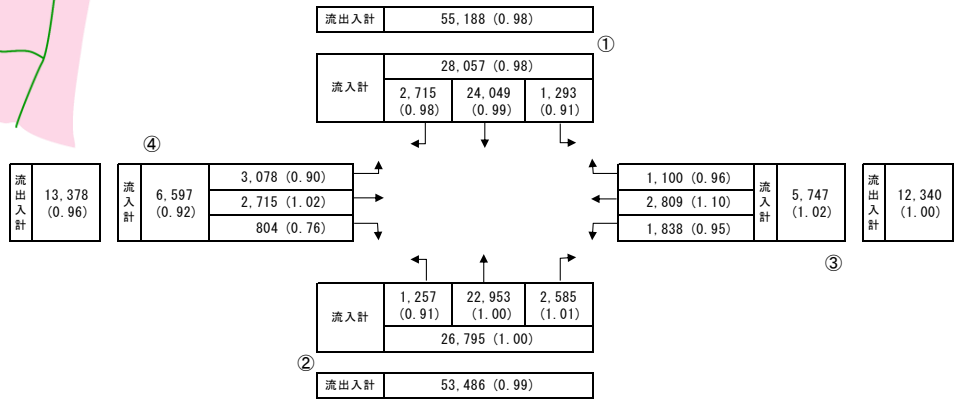 流出入計 55,188 (0.98)
①
流入計 28,057 (0.98)
2,715 24,049 1,293
(0.98) (0.99) (0.91)
④
流出入計 13,378 (0.96)
流入計 6,597 (0.92)
3,078 (0.90)
2,715 (1.02)
804 (0.76)
1,100 (0.96)
2,809 (1.10)
1,838 (0.95)
流入計 5,747 (1.02)
流出入計 12,340 (1.00)
③
流入計
1,257 22,953 2,585
(0.91) (1.00) (1.01)
26,795 (1.00)
②
流出入計 53,486 (0.99)